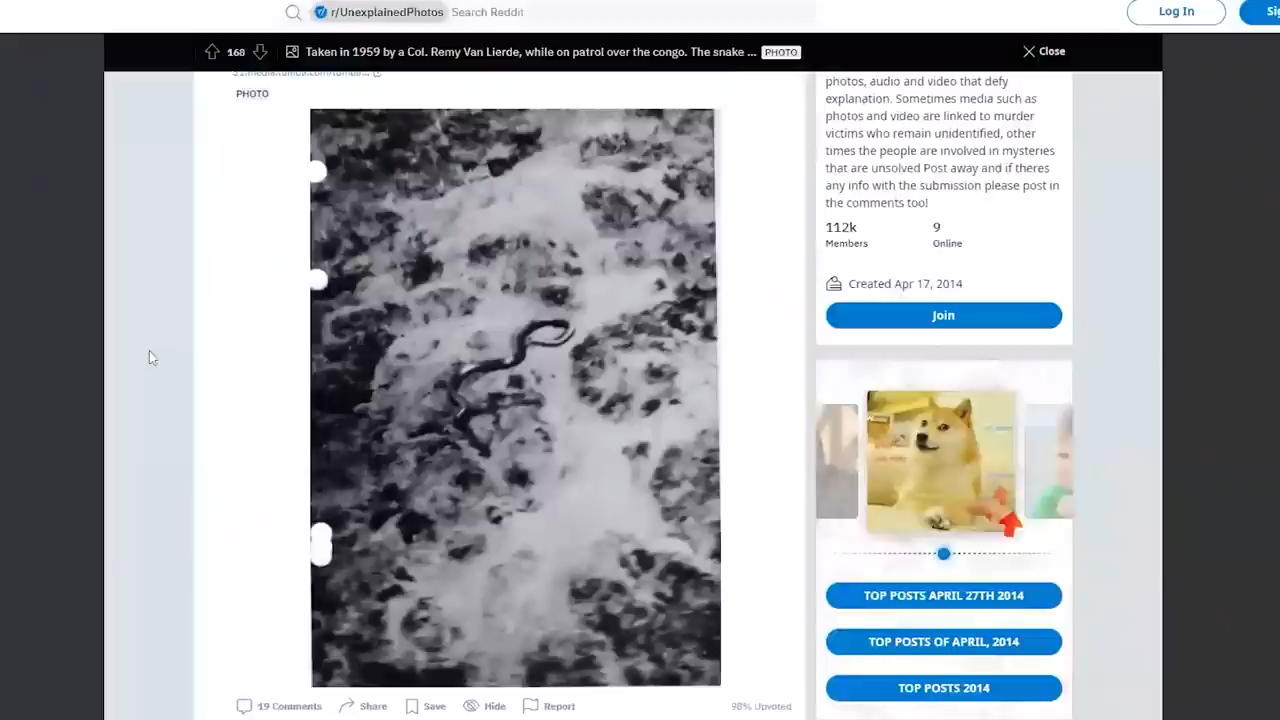 r/UnexplainedPhotos Search Reddit
Log In
168 Taken in 1959 by a Col. Remy Van Lierde, while on patrol over the congo. The snake ... PHOTO
Close
PHOTO
photos, audio and video that defy
explanation. Sometimes media such as
photos and video are linked to murder
victims who remain unidentified, other
times the people are involved in mysteries
that are unsolved Post away and if theres
any info with the submission please post in
the comments too!
112k 9
Members Online
Created Apr 17, 2014
Join
TOP POSTS APRIL 27TH 2014
TOP POSTS OF APRIL, 2014
TOP POSTS 2014
19 Comments Share Save Hide Report 98% Upvoted